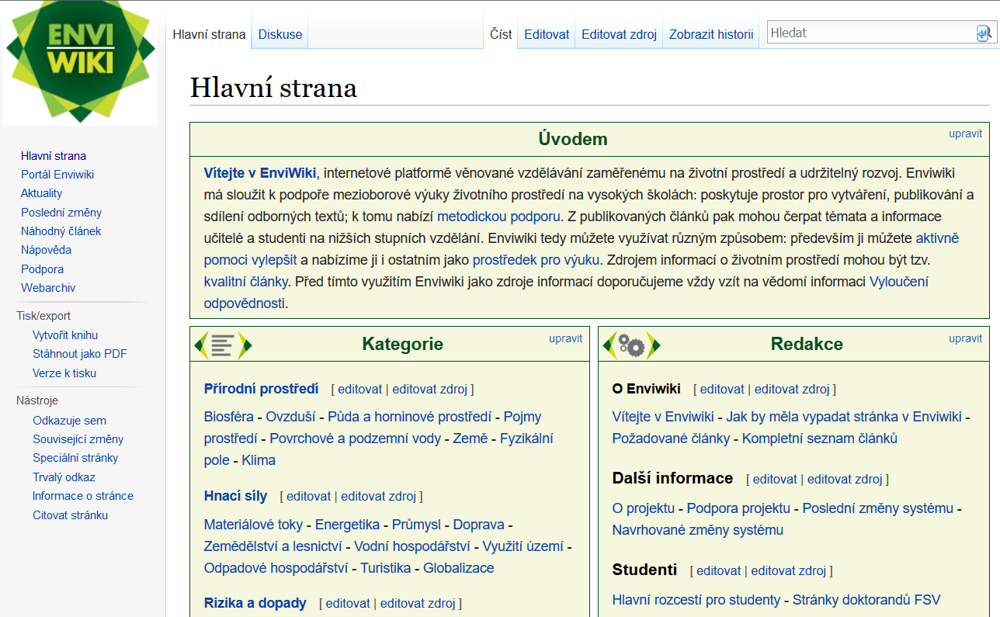 ENVI
WIKI
Hlavní strana
Diskuse
Číst
Editovat
Editovat zdroj
Zobrazit historii
Hledat
Hlavní strana
Portál Enviwiki
Aktuality
Poslední změny
Náhodný článek
Nápověda
Podpora
Webarchiv
Tisk/export
Vytvořit knihu
Stáhnout jako PDF
Verze k tisku
Nástroje
Odkazuje sem
Související změny
Speciální stránky
Trvalý odkaz
Informace o stránce
Citovat stránku
Hlavní strana
Úvodem
upravit
Vítejte v EnviWiki, internetové platformě věnované vzdělávání zaměřenému na životní prostředí a udržitelný rozvoj. Enviwiki
má sloužit k podpoře mezioborové výuky životního prostředí na vysokých školách: poskytuje prostor pro vytváření, publikování a
sdílení odborných textů; k tomu nabízí metodickou podporu. Z publikovaných článků pak mohou čerpat témata a informace
učitelé a studenti na nižších stupních vzdělání. Enviwiki tedy můžete využívat různým způsobem: především ji můžete aktivně
pomoci vylepšit a nabízíme ji i ostatním jako prostředek pro výuku. Zdrojem informací o životním prostředí mohou být tzv.
kvalitní články. Před tímto využitím Enviwiki jako zdroje informací doporučujeme vždy vzít na vědomí informaci Vyloučení
odpovědnosti.
Kategorie
upravit
Přírodní prostředí [ editovat | editovat zdroj ]
Biosféra - Ovzduší - Půda a horninové prostředí - Pojmy
prostředí - Povrchové a podzemní vody - Země - Fyzikální
pole - Klima
Hnací síly [ editovat | editovat zdroj ]
Materiálové toky - Energetika - Průmysl - Doprava -
Zemědělství a lesnictví - Vodní hospodářství - Využití území -
Odpadové hospodářství - Turistika - Globalizace
Rizika a dopady [ editovat | editovat zdroj ]
Redakce
upravit
O Enviwiki [ editovat | editovat zdroj ]
Vítejte v Enviwiki - Jak by měla vypadat stránka v Enviwiki -
Požadované články - Kompletní seznam článků
Další informace [ editovat | editovat zdroj ]
O projektu - Podpora projektu - Poslední změny systému -
Navrhované změny systému
Studenti [ editovat | editovat zdroj ]
Hlavní rozcestí pro studenty - Stránky doktorandů FSV